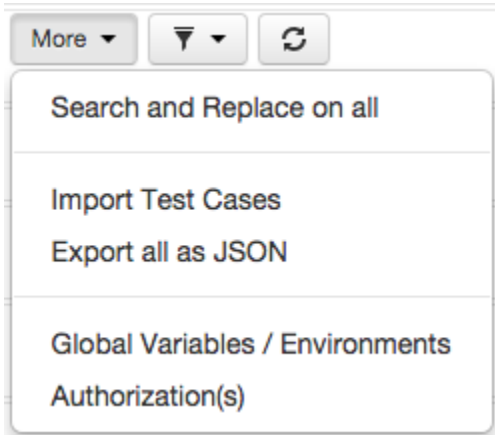 More
Search and Replace on all
Import Test Cases
Export all as JSON
Global Variables / Environments
Authorization(s)